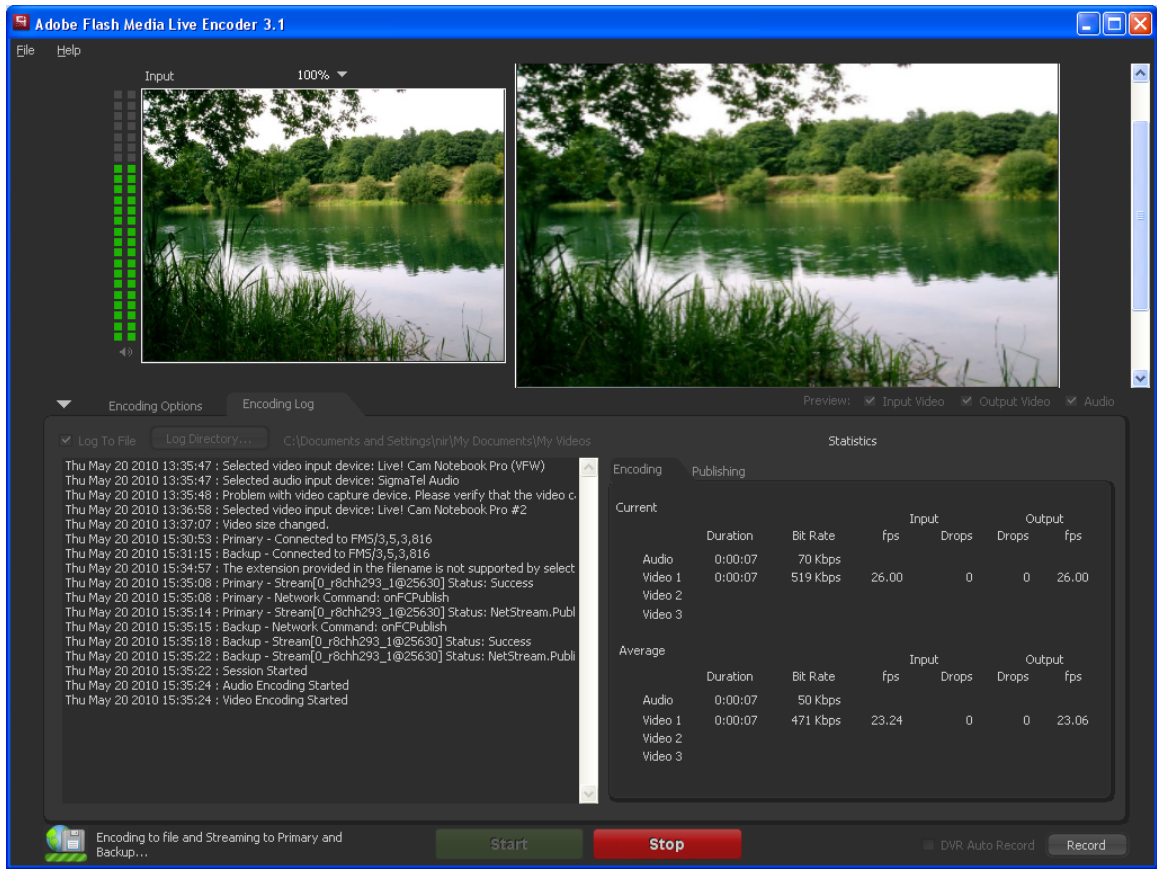 Adobe Flash Media Live Encoder 3.1
File Help
Input 100%
Encoding Options Encoding Log Preview: Input Video Output Video Audio
Log To File Log Directory... C:\Documents and Settings\nir\My Documents\My Videos
Thu May 20 2010 13:35:47 : Selected video input device: Live! Cam Notebook Pro (VFW)
Thu May 20 2010 13:35:47 : Selected audio input device: SigmaTel Audio
Thu May 20 2010 13:35:48 : Problem with video capture device. Please verify that the video c
Thu May 20 2010 13:36:58 : Selected video input device: Live! Cam Notebook Pro #2
Thu May 20 2010 13:37:07 : Video size changed.
Thu May 20 2010 15:30:53 : Primary - Connected to FMS/3,5,3,816
Thu May 20 2010 15:31:15 : Backup - Connected to FMS/3,5,3,816
Thu May 20 2010 15:34:57 : The extension provided in the filename is not supported by select
Thu May 20 2010 15:35:08 : Primary - Stream[0_r8chh293_1@25630] Status: Success
Thu May 20 2010 15:35:08 : Primary - Network Command: onFCPublish
Thu May 20 2010 15:35:14 : Primary - Stream[0_r8chh293_1@25630] Status: NetStream.Publ
Thu May 20 2010 15:35:15 : Backup - Network Command: onFCPublish
Thu May 20 2010 15:35:18 : Backup - Stream[0_r8chh293_1@25630] Status: Success
Thu May 20 2010 15:35:22 : Backup - Stream[0_r8chh293_1@25630] Status: NetStream.Publi
Thu May 20 2010 15:35:22 : Session Started
Thu May 20 2010 15:35:24 : Audio Encoding Started
Thu May 20 2010 15:35:24 : Video Encoding Started
Statistics
Encoding Publishing
Current
Input Output
Duration Bit Rate fps Drops Drops fps
Audio 0:00:07 70 Kbps
Video 1 0:00:07 519 Kbps 26.00 0 0 26.00
Video 2
Video 3
Average
Input Output
Duration Bit Rate fps Drops Drops fps
Audio 0:00:07 50 Kbps
Video 1 0:00:07 471 Kbps 23.24 0 0 23.06
Video 2
Video 3
Encoding to file and Streaming to Primary and
Backup...
Start Stop DVR Auto Record Record